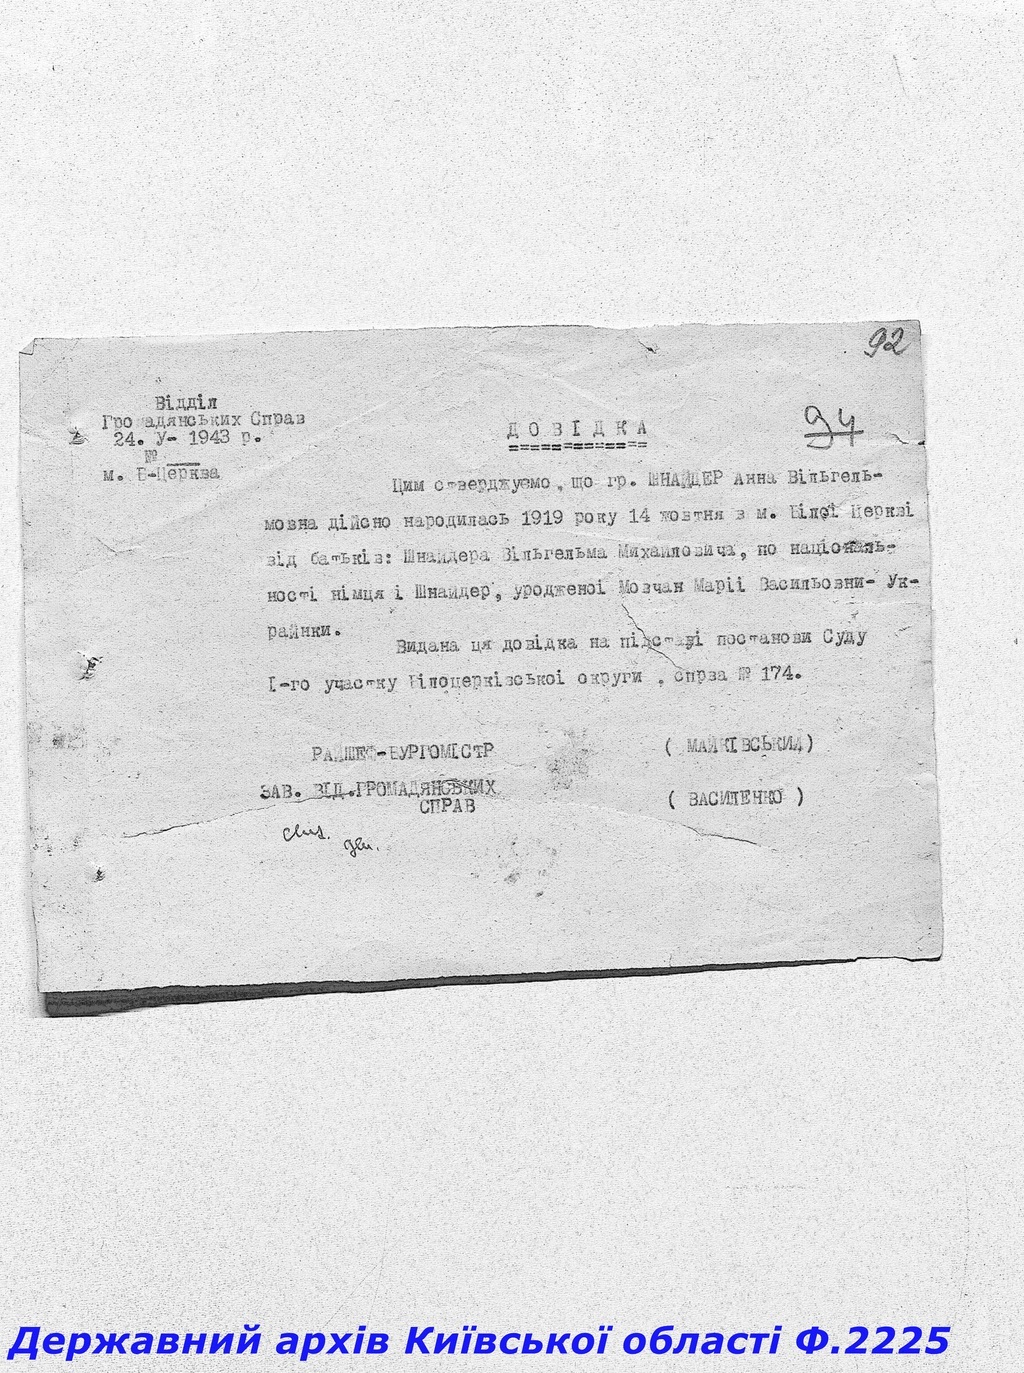 92
94
Відділ
Громадянських Справ
24. У- 1943 р.
№
м. Б-Церква
Д О В І Д К А
Цим стверджуємо, що гр. ШНАЙДЕР Анна Вільгель-
мовна дійсно народилась 1919 року 14 жовтня в м. Білої Церкві
від батьків: Шнайдера Вільгельма Михайловича, по національ-
ності німця і Шнайдер, уродженої Мовчан Марії Васильовни- Ук-
раїнки.
Видана ця довідка на підставі постанови Суду
І-го участку Білоцерківської округи, спрва № 174.
РАЙШЕФ-БУРГОМІСТР ( МАЙКІВСЬКИЙ)
ЗАВ. ВІД.ГРОМАДЯНСЬКИХ
СПРАВ ( ВАСИЛЕНКО )
Державний архів Київської області Ф.2225